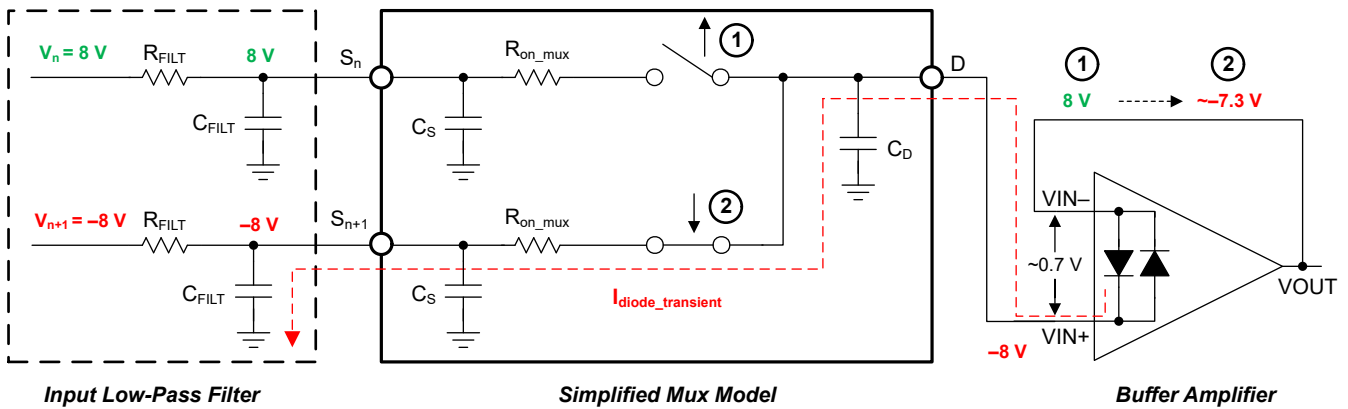 Vn = 8 V
RFILT
8 V
Sn
Ron_mux
1
D
1
2
8 V
~–7.3 V
CFILT
CS
CD
Vn+1 = –8 V
RFILT
–8 V
Sn+1
Ron_mux
2
VIN–
~0.7 V
CFILT
CS
Idiode_transient
VOUT
VIN+
–8 V
Input Low-Pass Filter
Simplified Mux Model
Buffer Amplifier